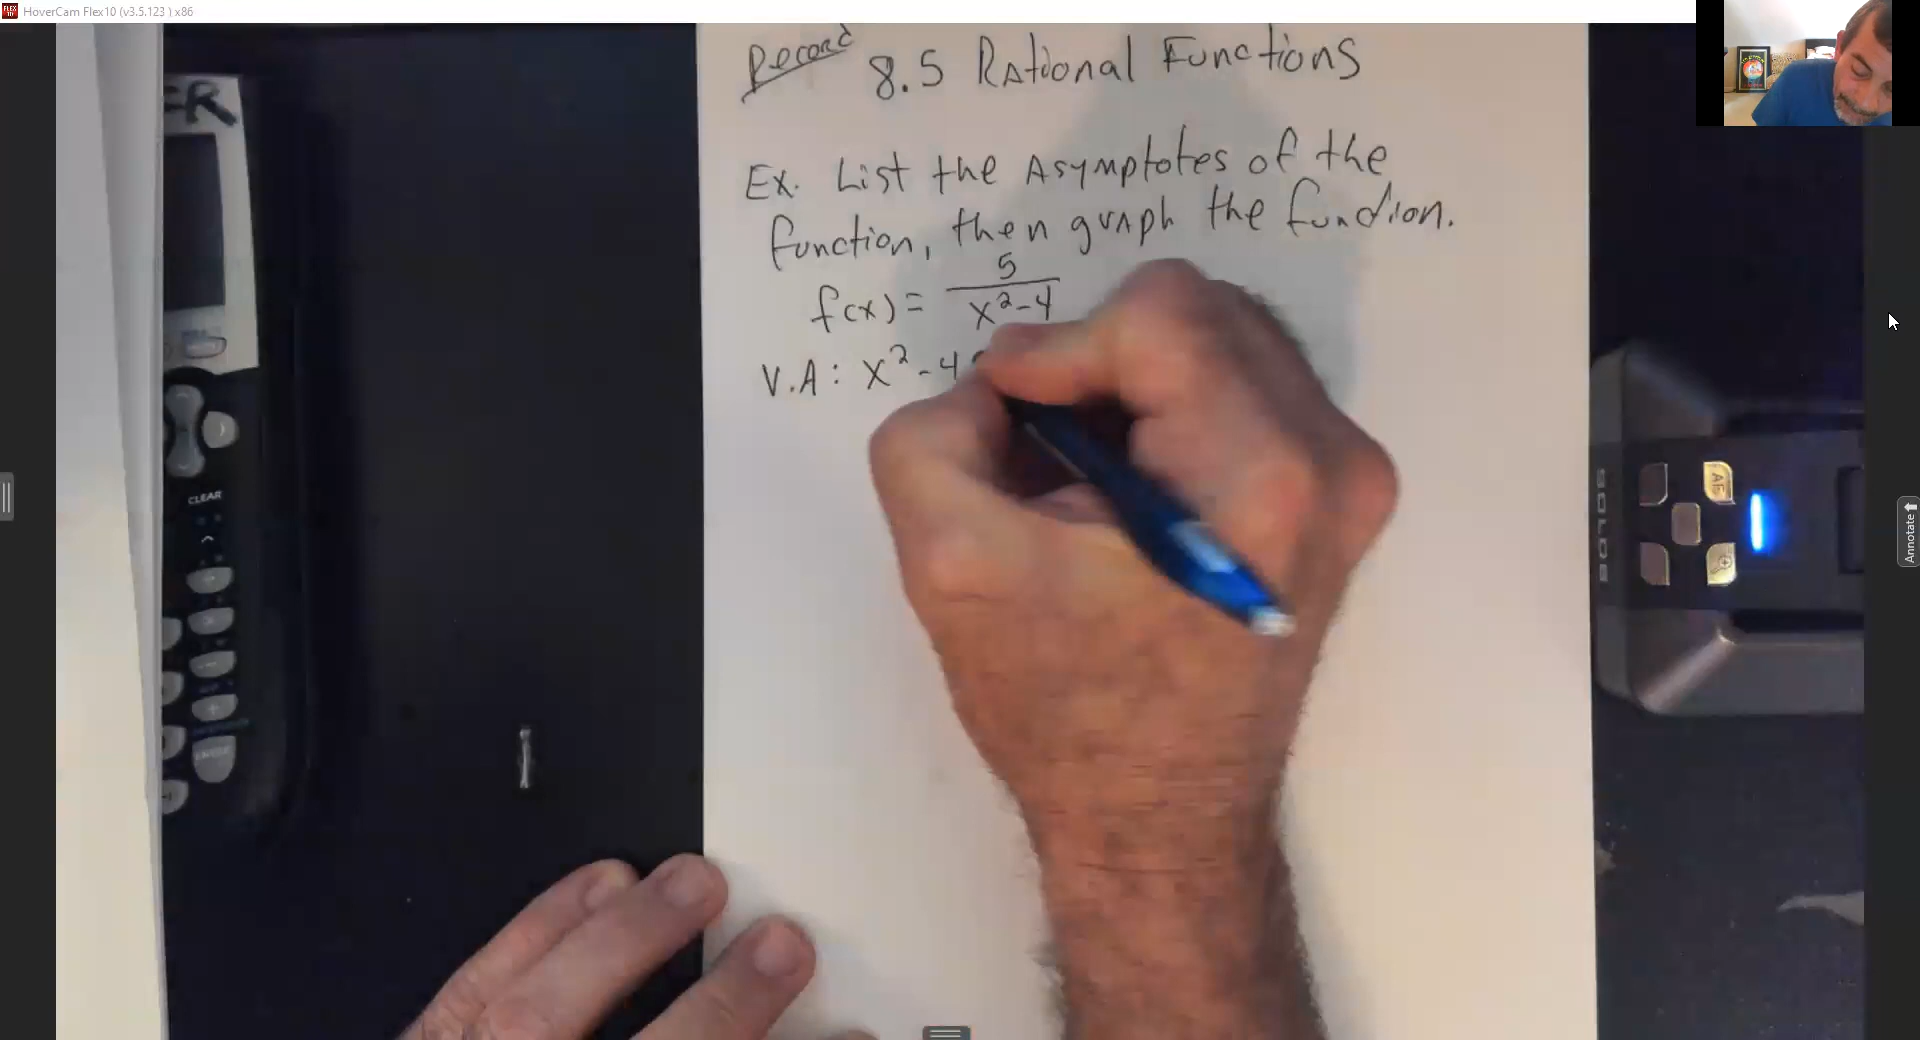 HoverCam Flex10 (v3.5.123 ) x86
Record
8.5 Rational Functions
Ex. List the Asymptotes of the
function, then graph the function.
f(x) = 5/(x²-4)
V.A: x²-4
CLEAR
AF
Annotate